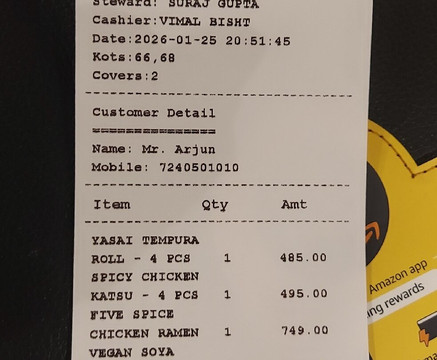 Steward: SURAJ GUPTA
Cashier:VIMAL BISHT
Date:2026-01-25 20:51:45
Kots:66,68
Covers:2
Customer Detail
===============
Name: Mr. Arjun
Mobile: 7240501010
Item Qty Amt
YASAI TEMPURA
ROLL - 4 PCS 1 485.00
SPICY CHICKEN
KATSU - 4 PCS 1 495.00
FIVE SPICE
CHICKEN RAMEN 1 749.00
VEGAN SOYA
Amazon app
rewards